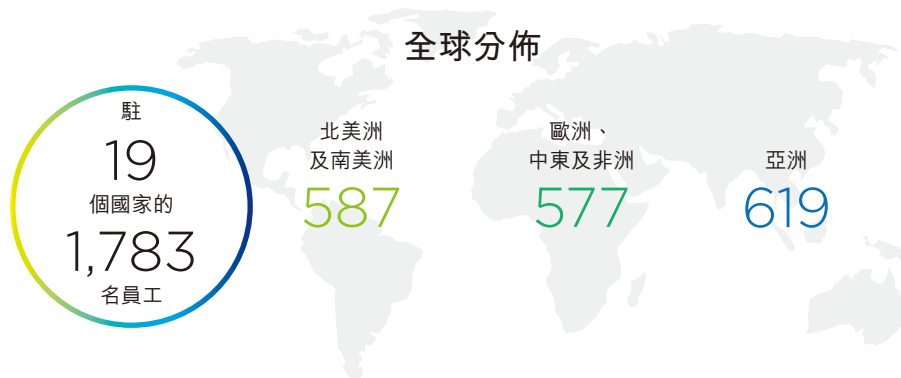 全球分佈
駐
19
個國家的
1,783
名員工
北美洲
及南美洲
587
歐洲、
中東及非洲
577
亞洲
619